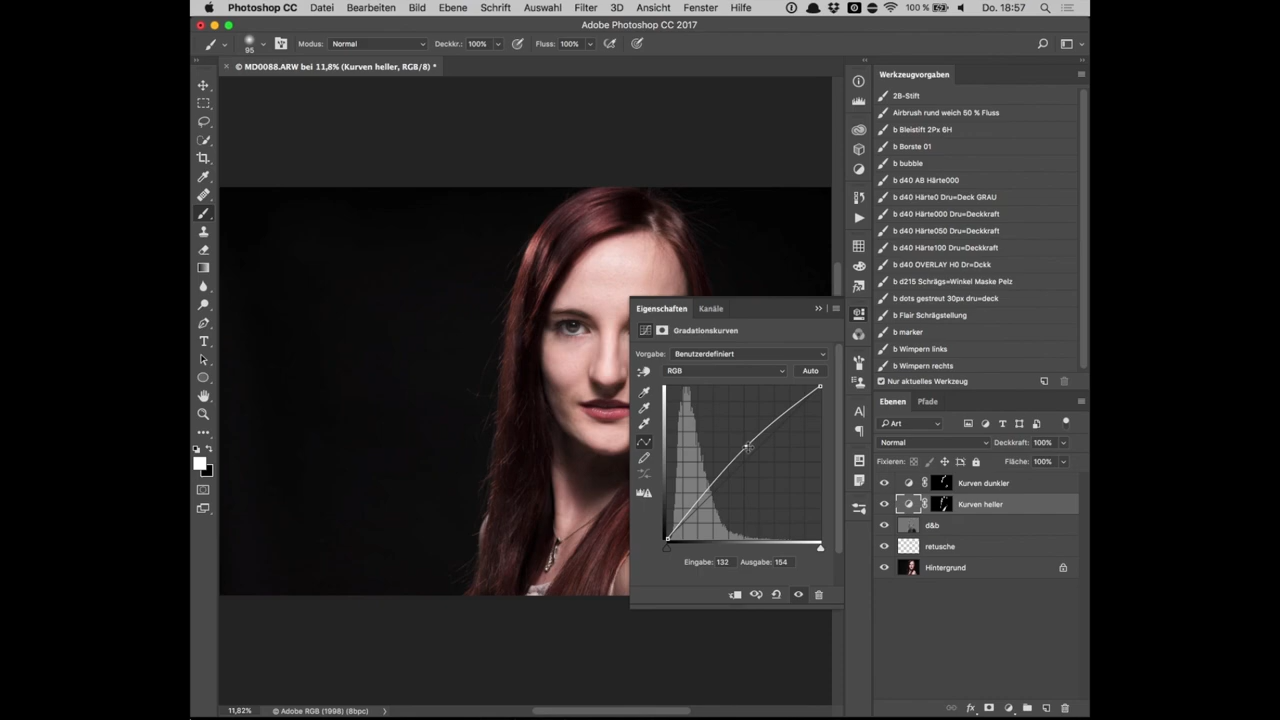 Photoshop CC Datei Bearbeiten Bild Ebene Schrift Auswahl Filter 3D Ansicht Fenster Hilfe 100 % Do. 18:57
Adobe Photoshop CC 2017
95 Modus: Normal Deckkr.: 100% Fluss: 100%
× © MD0088.ARW bei 11,8% (Kurven heller, RGB/8) *
Werkzeugvorgaben
2B-Stift
Airbrush rund weich 50 % Fluss
b Bleistift 2Px 6H
b Borste 01
b bubble
b d40 AB Härte000
b d40 Härte0 Dru=Deck GRAU
b d40 Härte000 Dru=Deckkraft
b d40 Härte050 Dru=Deckkraft
b d40 Härte100 Dru=Deckkraft
b d40 OVERLAY H0 Dr=Dckk
b d215 Schrägs=Winkel Maske Pelz
b dots gestreut 30px dru=deck
b Flair Schrägstellung
b marker
b Wimpern links
b Wimpern rechts
Nur aktuelles Werkzeug
Eigenschaften Kanäle
Gradationskurven
Vorgabe: Benutzerdefiniert
RGB Auto
Eingabe: 132 Ausgabe: 154
Ebenen Pfade
Art
Normal Deckkraft: 100%
Fixieren: Fläche: 100%
Kurven dunkler
Kurven heller
d&b
retusche
Hintergrund
11,82% © Adobe RGB (1998) (8bpc)